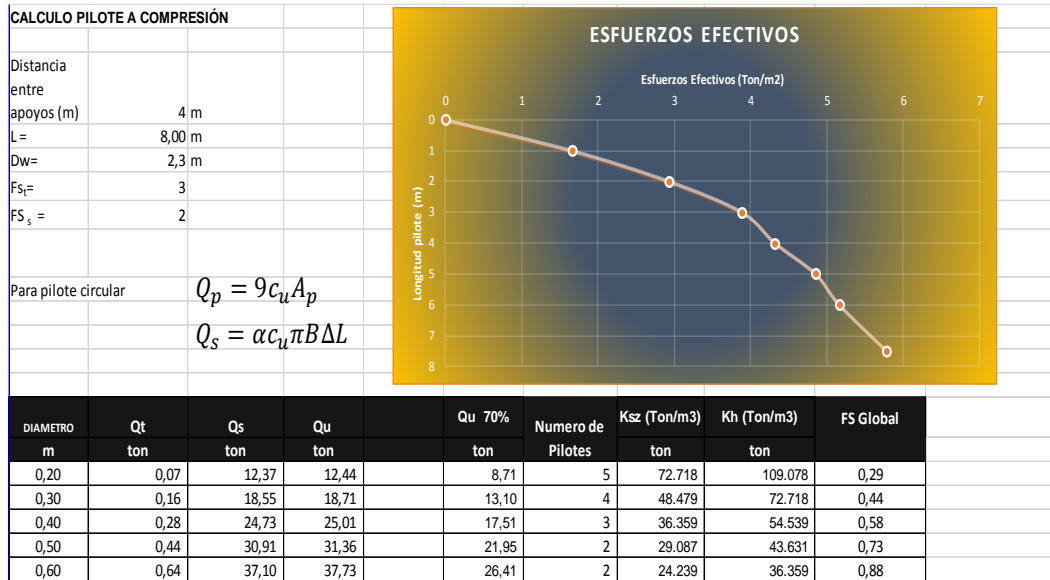 CALCULO PILOTE A COMPRESIÓN
Distancia
entre
apoyos (m) 4 m
L = 8,00 m
Dw= 2,3 m
Fsₜ= 3
FS ₛ = 2
Para pilote circular
Qₚ = 9cᵤAₚ
Qₛ = αcᵤπBΔL
ESFUERZOS EFECTIVOS
Esfuerzos Efectivos (Ton/m2)
0 1 2 3 4 5 6 7
Longitud pilote (m)
0
1
2
3
4
5
6
7
8
DIAMETRO Qt Qs Qu Qu 70% Numero de Pilotes Ksz (Ton/m3) Kh (Ton/m3) FS Global
m ton ton ton ton ton ton
0,20 0,07 12,37 12,44 8,71 5 72.718 109.078 0,29
0,30 0,16 18,55 18,71 13,10 4 48.479 72.718 0,44
0,40 0,28 24,73 25,01 17,51 3 36.359 54.539 0,58
0,50 0,44 30,91 31,36 21,95 2 29.087 43.631 0,73
0,60 0,64 37,10 37,73 26,41 2 24.239 36.359 0,88